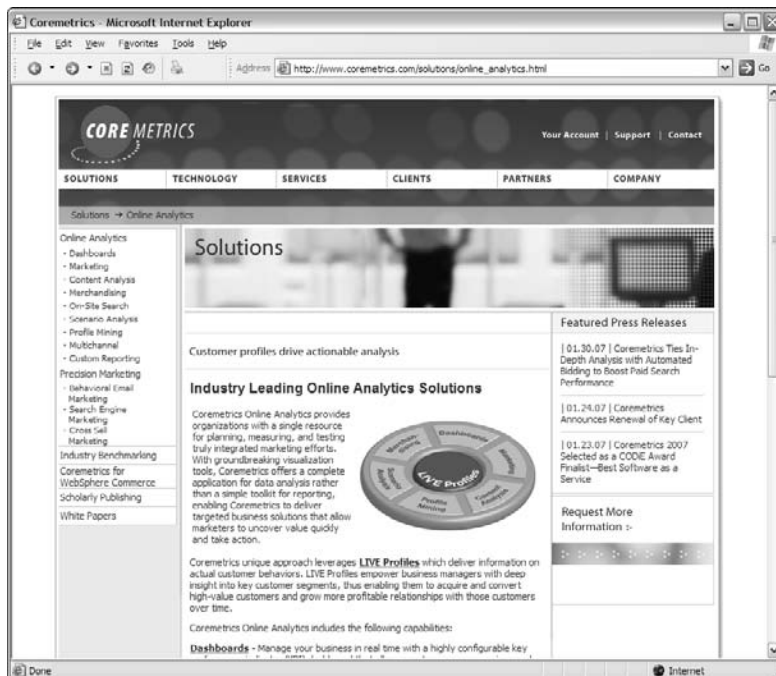 Coremetrics - Microsoft Internet Explorer
File Edit View Favorites Tools Help
Address http://www.coremetrics.com/solutions/online_analytics.html Go
COREMETRICS
Your Account | Support | Contact
SOLUTIONS TECHNOLOGY SERVICES CLIENTS PARTNERS COMPANY
Solutions → Online Analytics
Online Analytics
- Dashboards
- Marketing
- Content Analysis
- Merchandising
- On-Site Search
- Scenario Analysis
- Profile Mining
- Multichannel
- Custom Reporting
Precision Marketing
- Behavioral Email
Marketing
- Search Engine
Marketing
- Cross Sell
Marketing
Industry Benchmarking
Coremetrics for
WebSphere Commerce
Scholarly Publishing
White Papers
Solutions
Customer profiles drive actionable analysis
Industry Leading Online Analytics Solutions
Coremetrics Online Analytics provides
organizations with a single resource
for planning, measuring, and testing
truly integrated marketing efforts.
With groundbreaking visualization
tools, Coremetrics offers a complete
application for data analysis rather
than a simple toolkit for reporting,
enabling Coremetrics to deliver
targeted business solutions that allow
marketers to uncover value quickly
and take action.
Dashboards
Content Analysis
Profile Mining
Scenario Analysis
LIVE Profiles
Coremetrics unique approach leverages LIVE Profiles which deliver information on
actual customer behaviors. LIVE Profiles empower business managers with deep
insight into key customer segments, thus enabling them to acquire and convert
high-value customers and grow more profitable relationships with those customers
over time.
Coremetrics Online Analytics includes the following capabilities:
Dashboards - Manage your business in real time with a highly configurable key
Featured Press Releases
| 01.30.07 | Coremetrics Ties In-
Depth Analysis with Automated
Bidding to Boost Paid Search
Performance
| 01.24.07 | Coremetrics
Announces Renewal of Key Client
| 01.23.07 | Coremetrics 2007
Selected as a CODiE Award
Finalist—Best Software as a
Service
Request More
Information :-
Done Internet